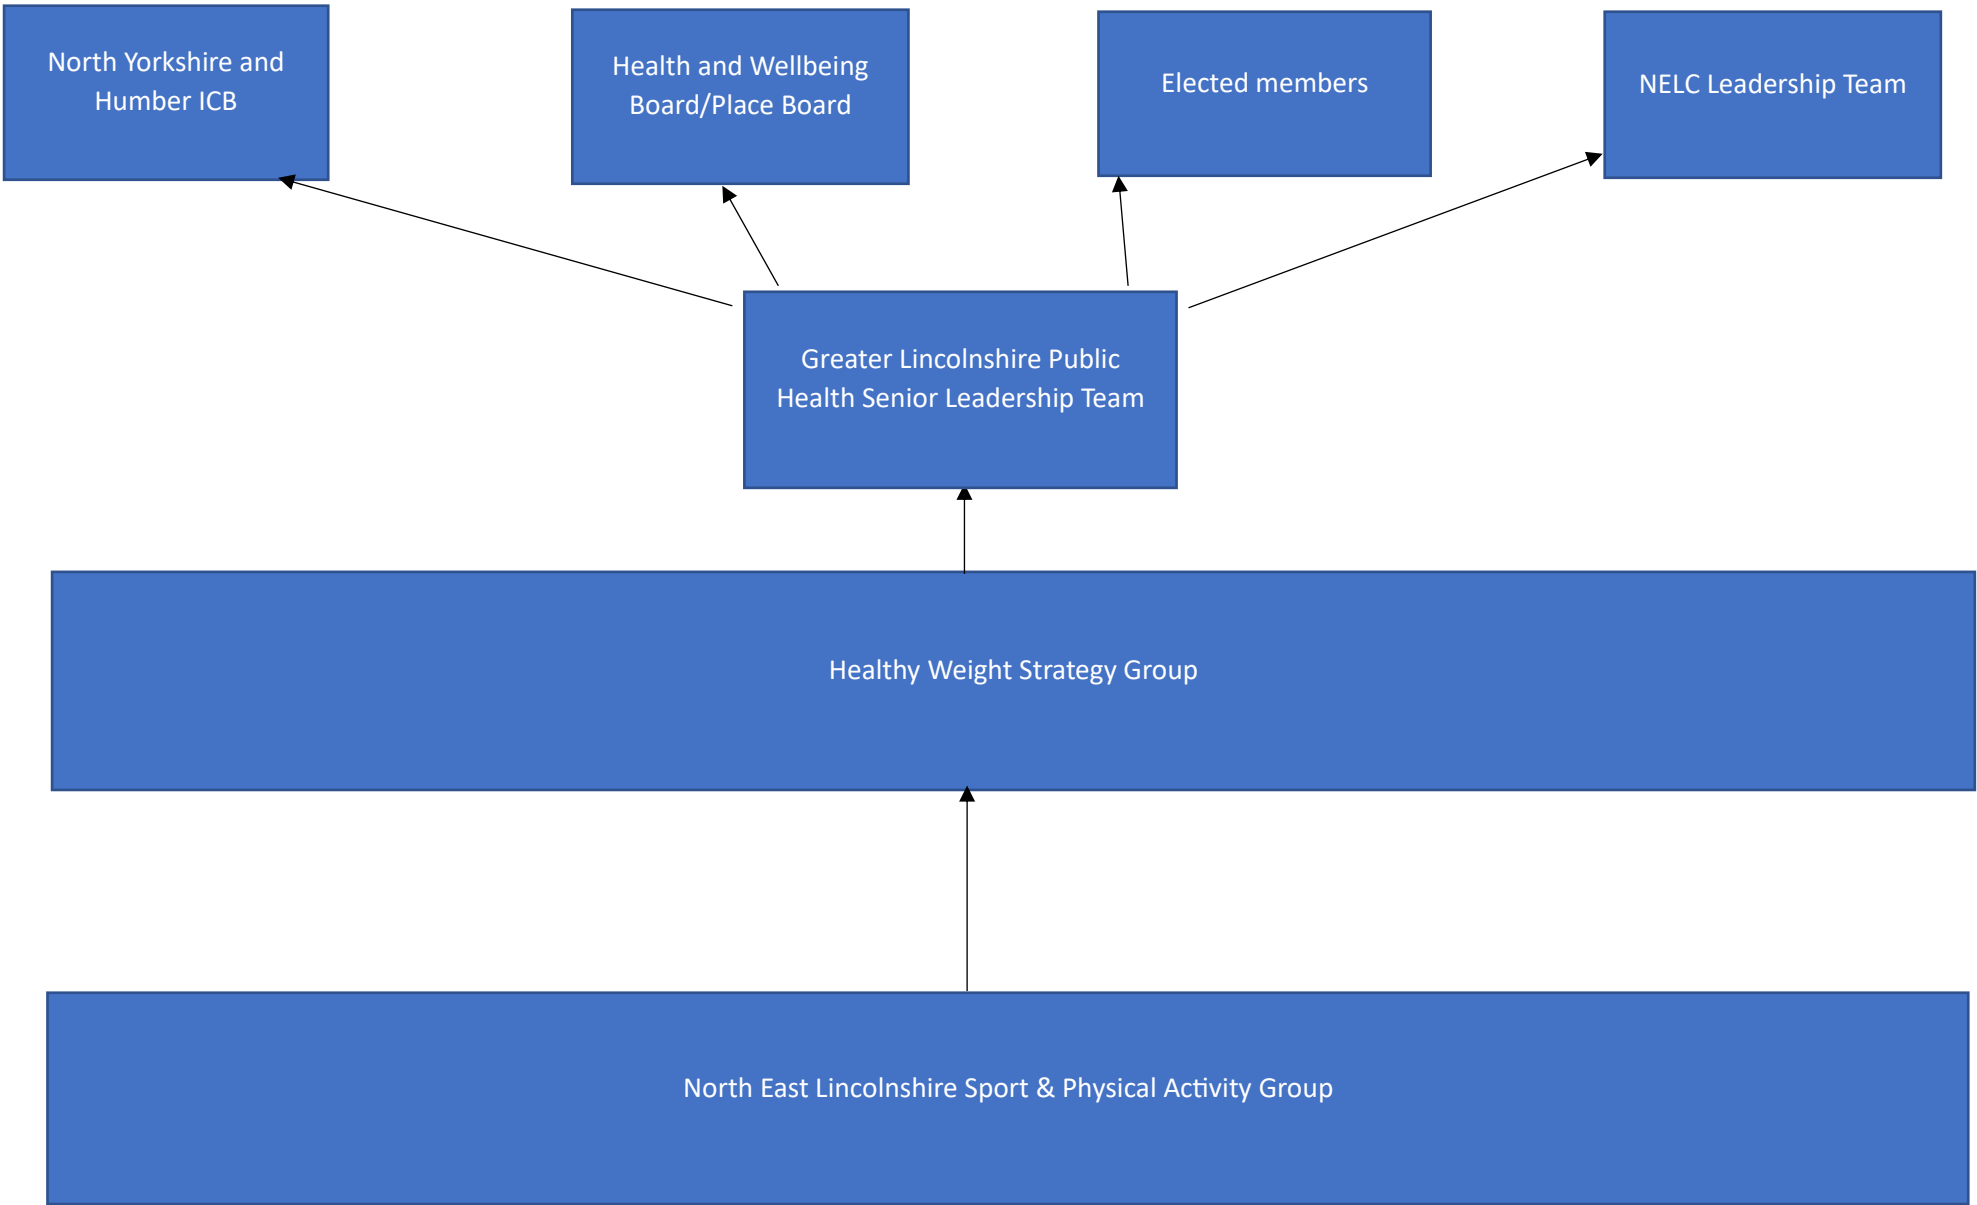 North Yorkshire and
Humber ICB
Health and Wellbeing
Board/Place Board
Elected members
NELC Leadership Team
Greater Lincolnshire Public
Health Senior Leadership Team
Healthy Weight Strategy Group
North East Lincolnshire Sport & Physical Activity Group